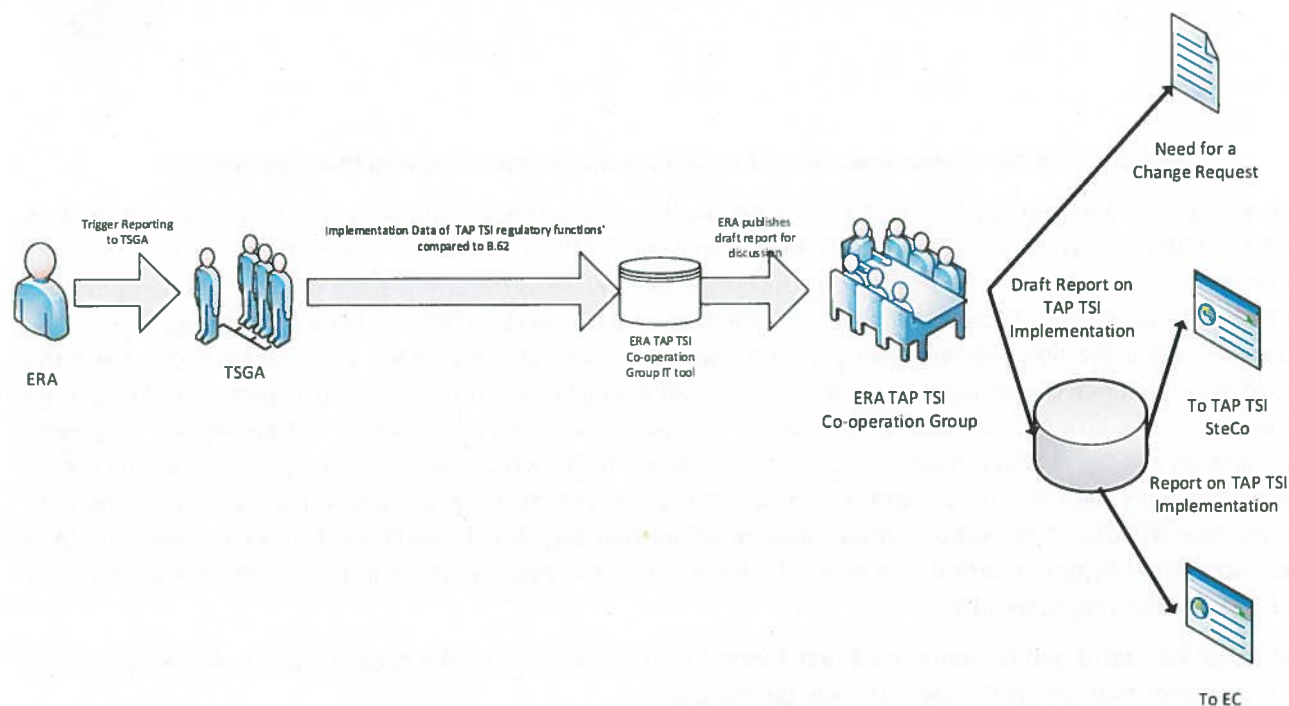 Trigger Reporting
to TSGA
Implementation Data of TAP TSI regulatory functions'
compared to B.62
ERA publishes
draft report for
discussion
ERA
TSGA
ERA TAP TSI
Co-operation
Group IT tool
ERA TAP TSI
Co-operation Group
Need for a
Change Request
Draft Report on
TAP TSI
Implementation
To TAP TSI
SteCo
Report on TAP TSI
Implementation
To EC